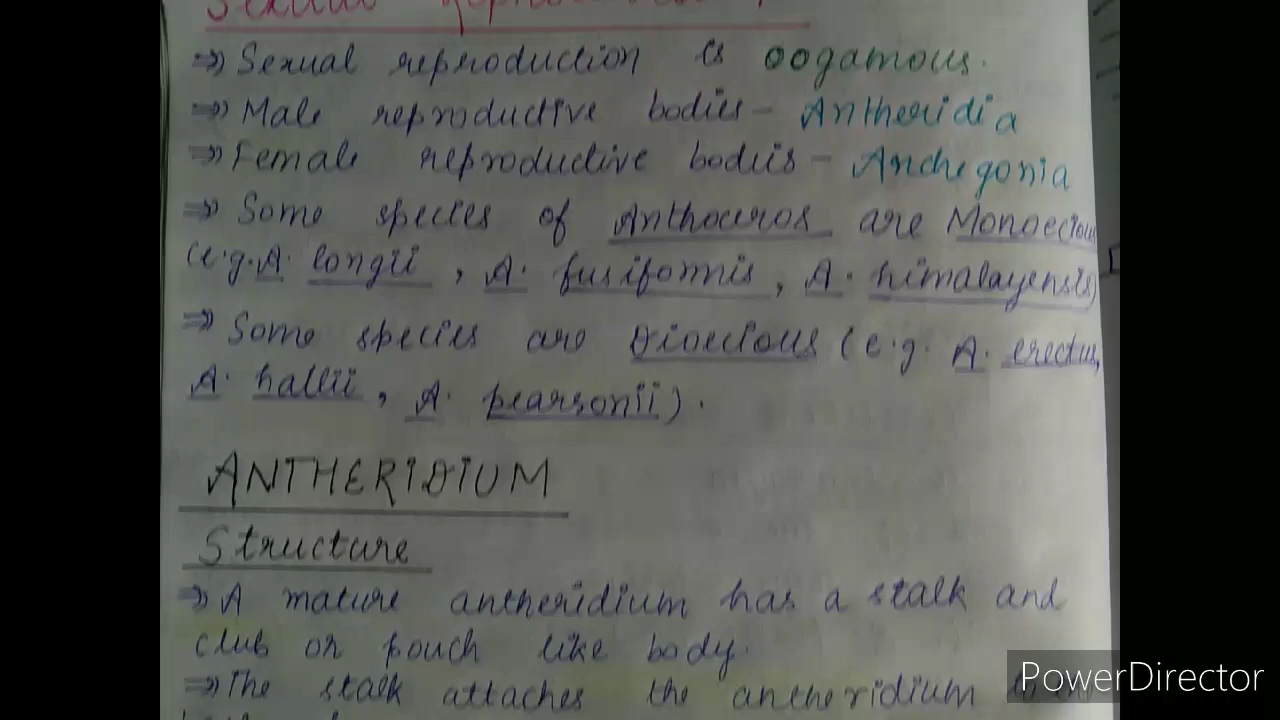 Sexual Reproduction :
⇒ Sexual reproduction is oogamous.
⇒ Male reproductive bodies - Antheridia
⇒ Female reproductive bodies - Archegonia
⇒ Some species of Anthoceros are Monoecious
(e.g. A. longii, A. fusiformis, A. himalayensis)
⇒ Some species are Dioecious (e.g. A. erectus,
A. hallii, A. pearsonii).
ANTHERIDIUM
Structure
⇒ A mature antheridium has a stalk and
club or pouch like body.
⇒ The stalk attaches the antheridium
PowerDirector